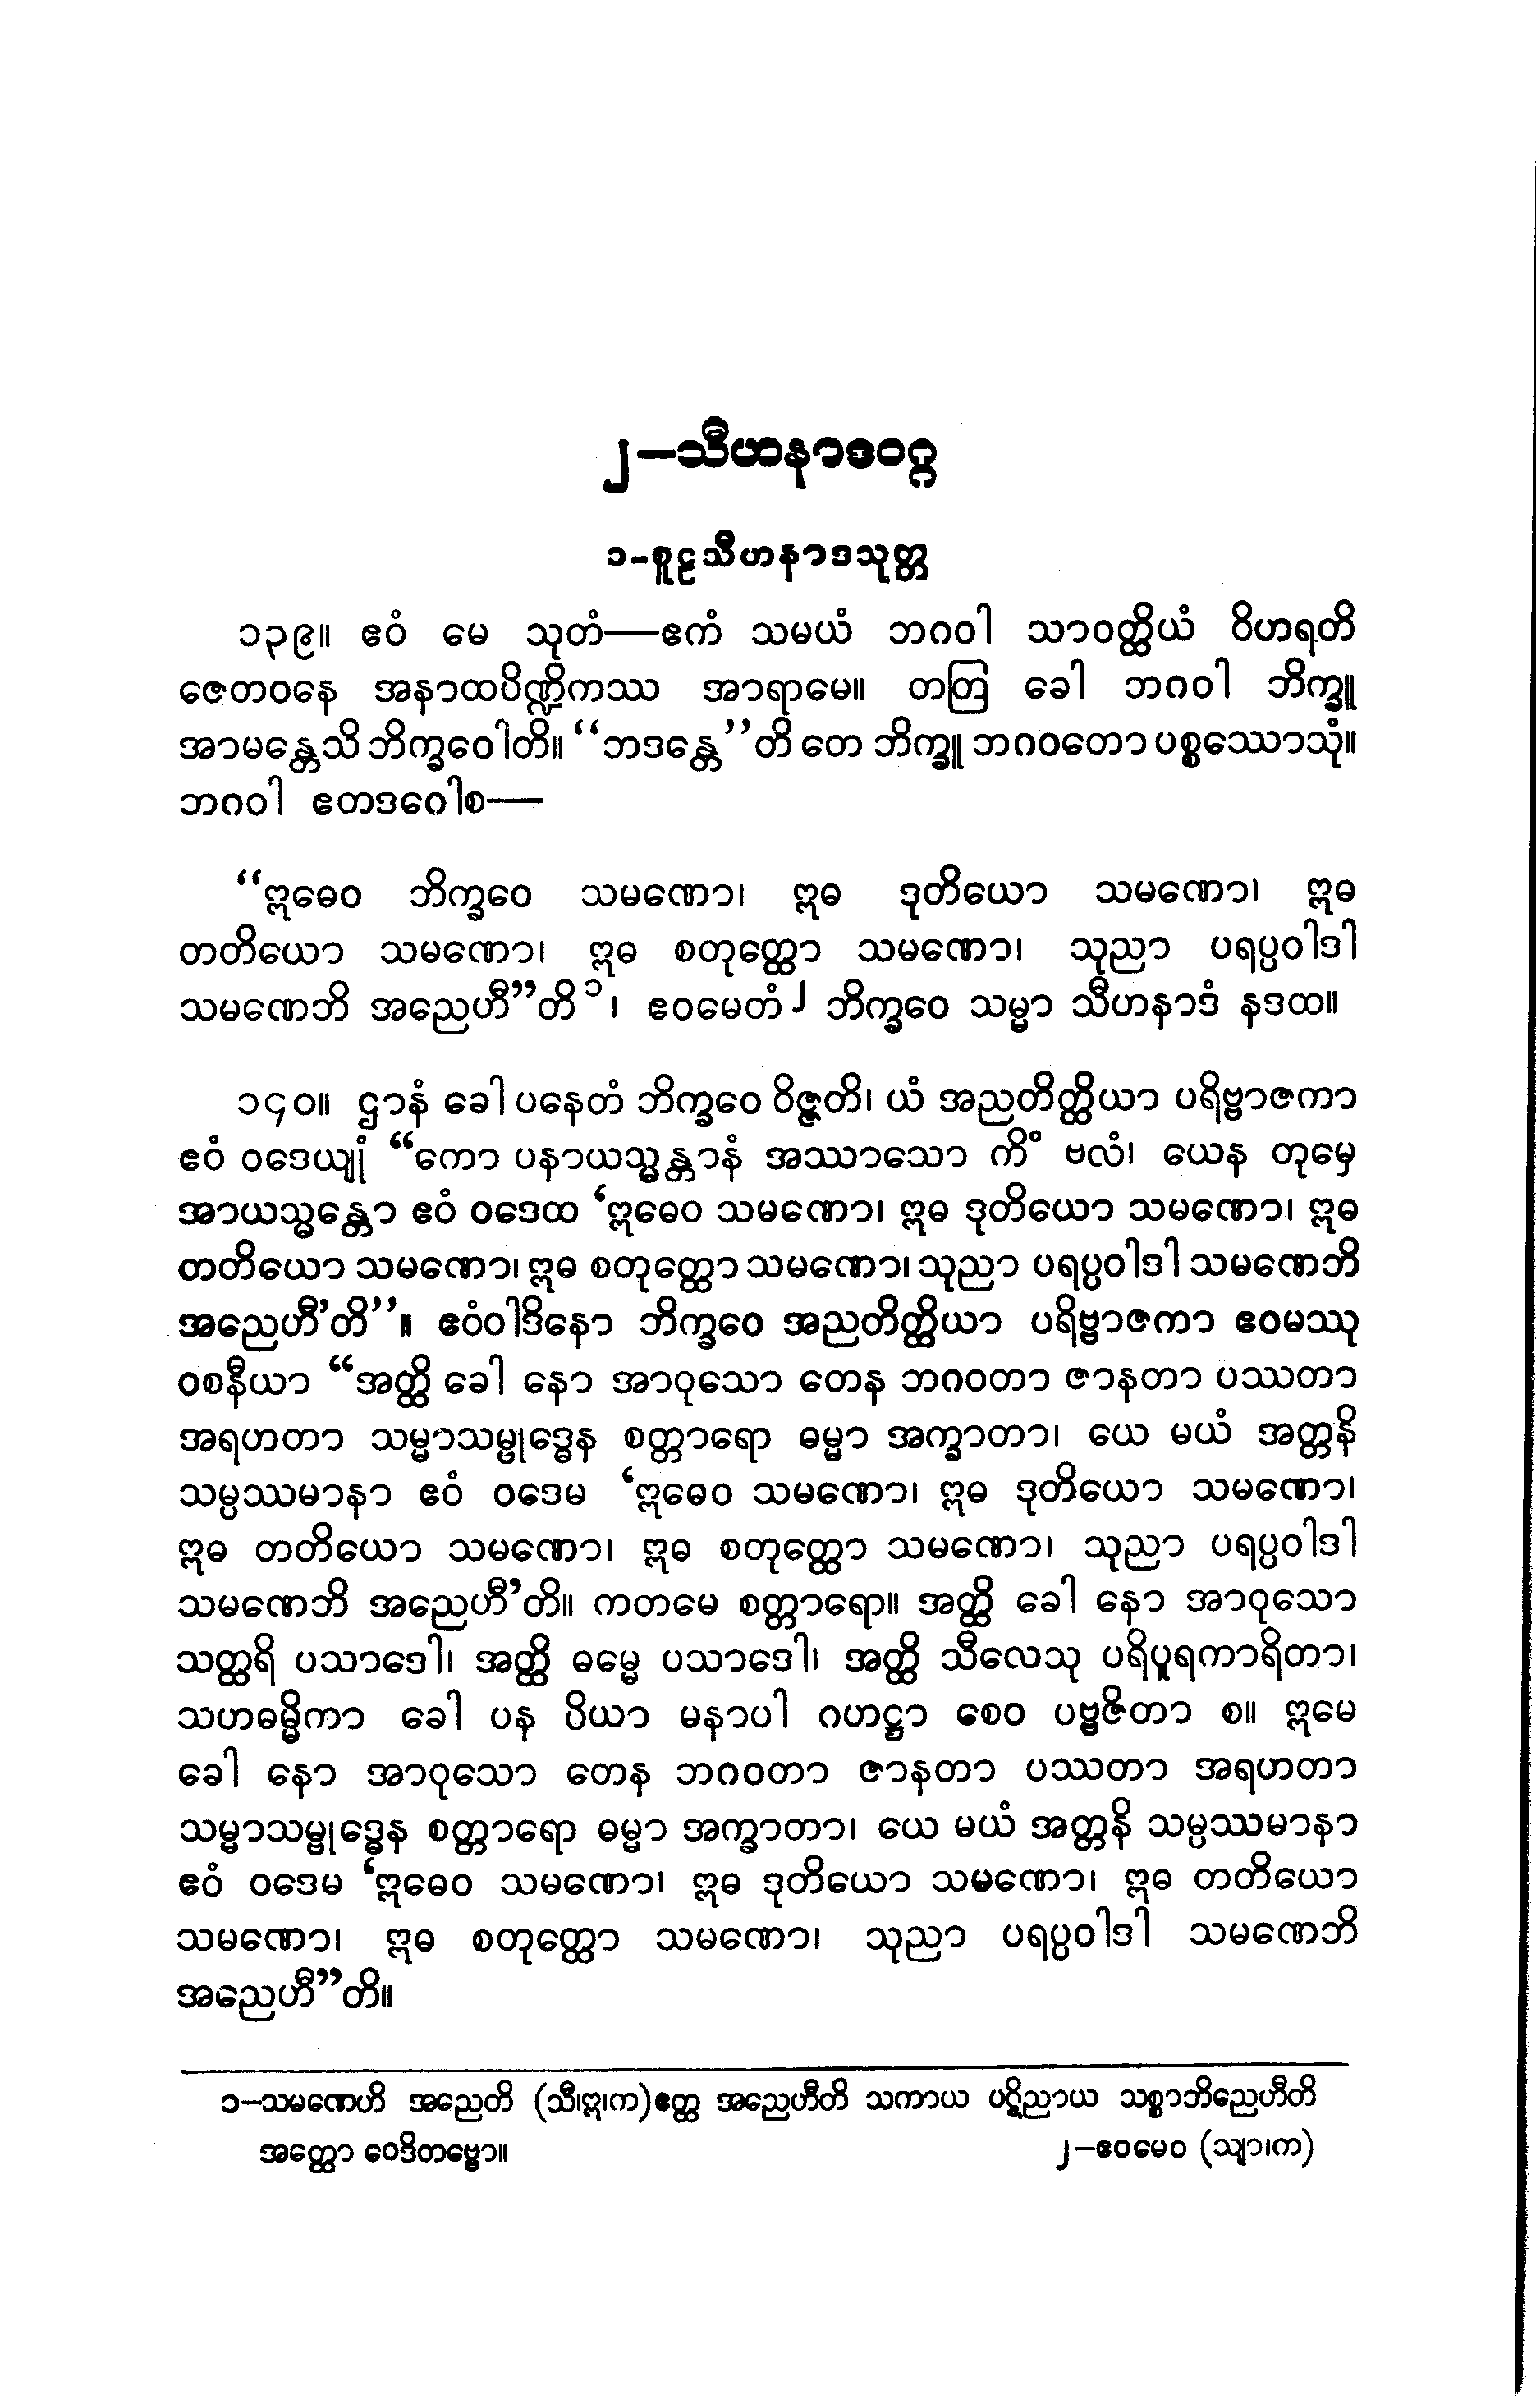 ၂—သီဟနာဒဝဂ္ဂ
၁-စူဠသီဟနာဒသုတ္တ
၁၃၉။ ဧဝံ မေ သုတံ—ဧကံ သမယံ ဘဂဝါ သာဝတ္ထိယံ ဝိဟရတိ
ဇေတဝနေ အနာထပိဏ္ဍိကဿ အာရာမေ။ တတြ ခေါ ဘဂဝါ ဘိက္ခူ
အာမန္တေသိ ဘိက္ခဝေါတိ။ “ဘဒန္တေ”တိ တေ ဘိက္ခူ ဘဂဝတော ပစ္စဿောသုံ။
ဘဂဝါ ဧတဒဝေါစ—
“ဣဓေဝ ဘိက္ခဝေ သမဏော၊ ဣဓ ဒုတိယော သမဏော၊ ဣဓ
တတိယော သမဏော၊ ဣဓ စတုတ္ထော သမဏော၊ သုညာ ပရပ္ပဝါဒါ
သမဏေဘိ အညေဟီ”တိ၁၊ ဧဝမေတံ၂ ဘိက္ခဝေ သမ္မာ သီဟနာဒံ နဒထ။
၁၄၀။ ဌာနံ ခေါ ပနေတံ ဘိက္ခဝေ ဝိဇ္ဇတိ၊ ယံ အညတိတ္ထိယာ ပရိဗ္ဗာဇကာ
ဧဝံ ဝဒေယျုံ “ကော ပနာယသ္မန္တာနံ အဿာသော ကိံ ဗလံ၊ ယေန တုမှေ
အာယသ္မန္တော ဧဝံ ဝဒေထ ‘ဣဓေဝ သမဏော၊ ဣဓ ဒုတိယော သမဏော၊ ဣဓ
တတိယော သမဏော၊ ဣဓ စတုတ္ထော သမဏော၊ သုညာ ပရပ္ပဝါဒါ သမဏေဘိ
အညေဟီ’တိ”။ ဧဝံဝါဒိနော ဘိက္ခဝေ အညတိတ္ထိယာ ပရိဗ္ဗာဇကာ ဧဝမဿု
ဝစနီယာ “အတ္ထိ ခေါ နော အာဝုသော တေန ဘဂဝတာ ဇာနတာ ပဿတာ
အရဟတာ သမ္မာသမ္ဗုဒ္ဓေန စတ္တာရော ဓမ္မာ အက္ခာတာ၊ ယေ မယံ အတ္တနိ
သမ္ပဿမာနာ ဧဝံ ဝဒေမ ‘ဣဓေဝ သမဏော၊ ဣဓ ဒုတိယော သမဏော၊
ဣဓ တတိယော သမဏော၊ ဣဓ စတုတ္ထော သမဏော၊ သုညာ ပရပ္ပဝါဒါ
သမဏေဘိ အညေဟီ’တိ။ ကတမေ စတ္တာရော။ အတ္ထိ ခေါ နော အာဝုသော
သတ္ထရိ ပသာဒေါ၊ အတ္ထိ ဓမ္မေ ပသာဒေါ၊ အတ္ထိ သီလေသု ပရိပူရကာရိတာ၊
သဟဓမ္မိကာ ခေါ ပန ပိယာ မနာပါ ဂဟဋ္ဌာ စေဝ ပဗ္ဗဇိတာ စ။ ဣမေ
ခေါ နော အာဝုသော တေန ဘဂဝတာ ဇာနတာ ပဿတာ အရဟတာ
သမ္မာသမ္ဗုဒ္ဓေန စတ္တာရော ဓမ္မာ အက္ခာတာ၊ ယေ မယံ အတ္တနိ သမ္ပဿမာနာ
ဧဝံ ဝဒေမ ‘ဣဓေဝ သမဏော၊ ဣဓ ဒုတိယော သမဏော၊ ဣဓ တတိယော
သမဏော၊ ဣဓ စတုတ္ထော သမဏော၊ သုညာ ပရပ္ပဝါဒါ သမဏေဘိ
အညေဟီ”တိ။
၁—သမဏေဟိ အညေတိ (သီ၊ဣ၊က)ဧတ္ထ အညေဟီတိ သကာယ ပဋိညာယ သစ္စာဘိညေဟီတိ
အတ္ထော ဝေဒိတဗ္ဗော။ ၂—ဧဝမေဝ (သျာ၊က)